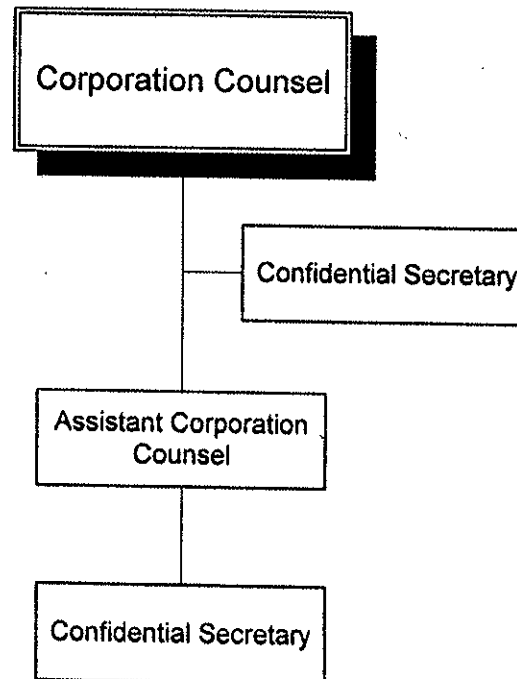 Corporation Counsel
Confidential Secretary
Assistant Corporation
Counsel
Confidential Secretary